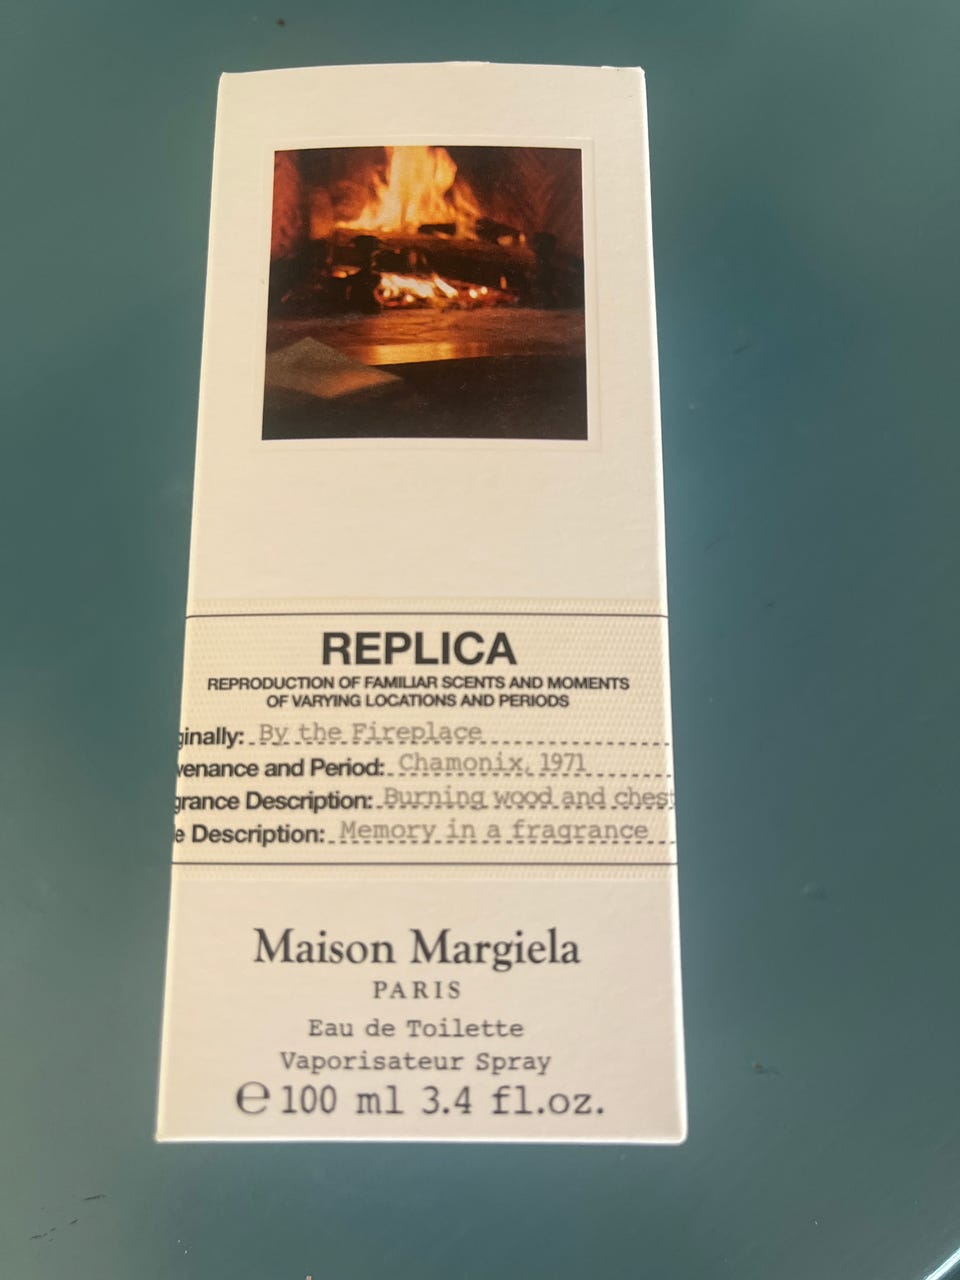 REPLICA
REPRODUCTION OF FAMILIAR SCENTS AND MOMENTS
OF VARYING LOCATIONS AND PERIODS
ginally: By the Fireplace
venance and Period: Chamonix, 1971
grance Description: Burning wood and chest
e Description: Memory in a fragrance
Maison Margiela
PARIS
Eau de Toilette
Vaporisateur Spray
℮ 100 ml 3.4 fl.oz.